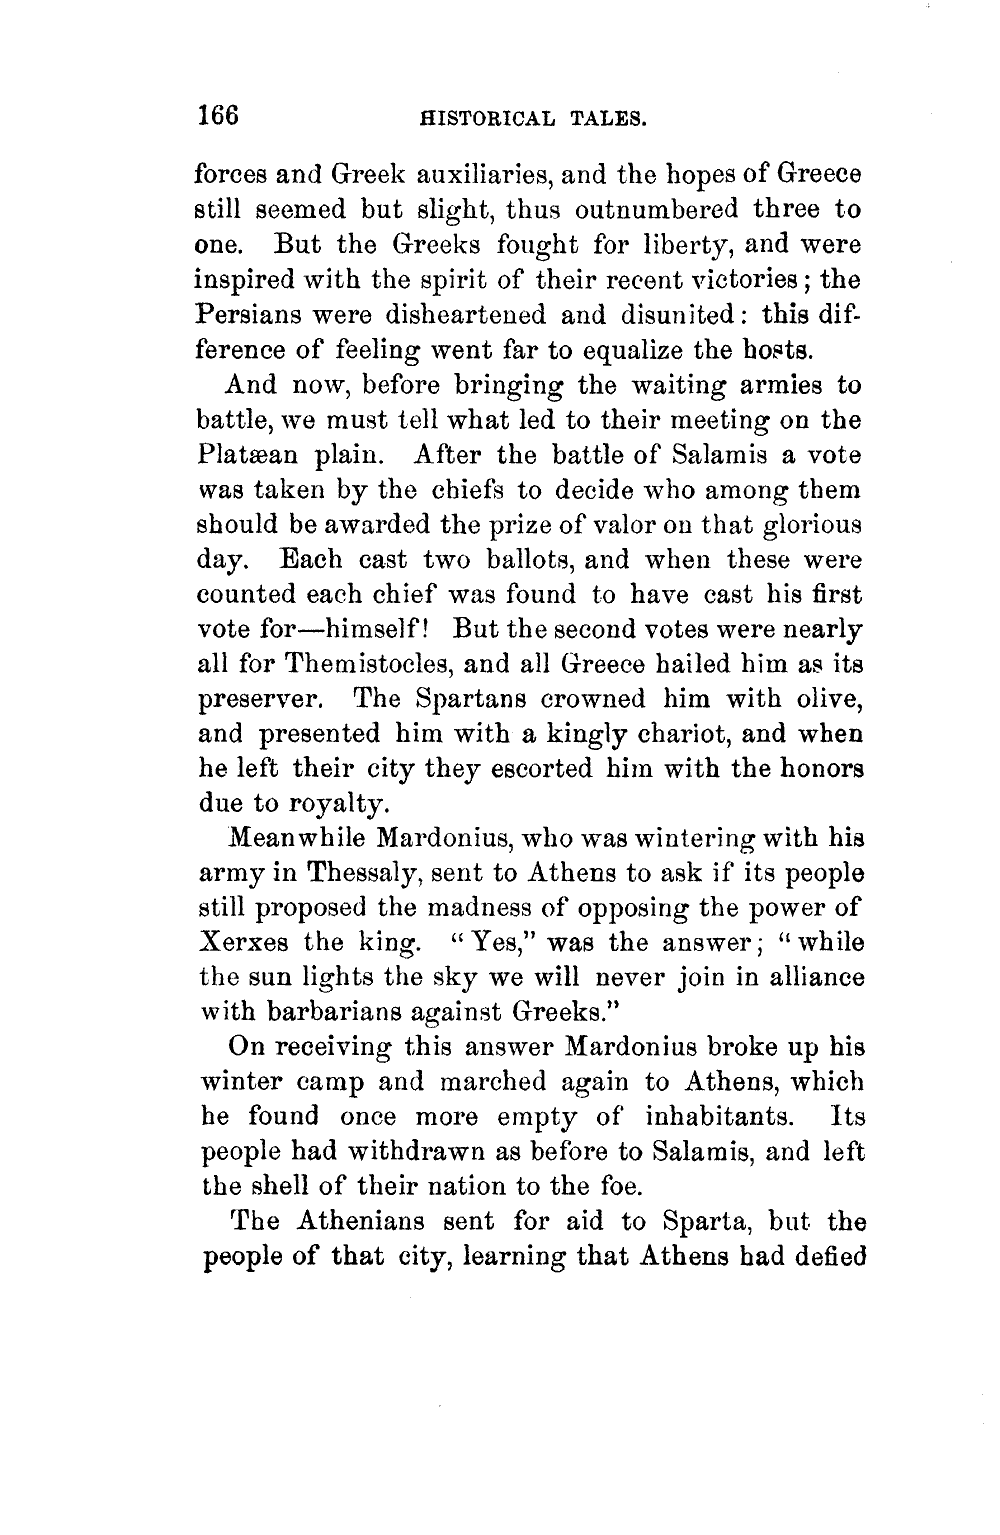 166 HISTORICAL TALES.
forces and Greek auxiliaries, and the hopes of Greece
still seemed but slight, thus outnumbered three to
one. But the Greeks fought for liberty, and were
inspired with the spirit of their recent victories; the
Persians were disheartened and disunited: this dif-
ference of feeling went far to equalize the hosts.
And now, before bringing the waiting armies to
battle, we must tell what led to their meeting on the
Platæan plain. After the battle of Salamis a vote
was taken by the chiefs to decide who among them
should be awarded the prize of valor on that glorious
day. Each cast two ballots, and when these were
counted each chief was found to have cast his first
vote for—himself! But the second votes were nearly
all for Themistocles, and all Greece hailed him as its
preserver. The Spartans crowned him with olive,
and presented him with a kingly chariot, and when
he left their city they escorted him with the honors
due to royalty.
Meanwhile Mardonius, who was wintering with his
army in Thessaly, sent to Athens to ask if its people
still proposed the madness of opposing the power of
Xerxes the king. "Yes," was the answer; "while
the sun lights the sky we will never join in alliance
with barbarians against Greeks."
On receiving this answer Mardonius broke up his
winter camp and marched again to Athens, which
he found once more empty of inhabitants. Its
people had withdrawn as before to Salamis, and left
the shell of their nation to the foe.
The Athenians sent for aid to Sparta, but the
people of that city, learning that Athens had defied